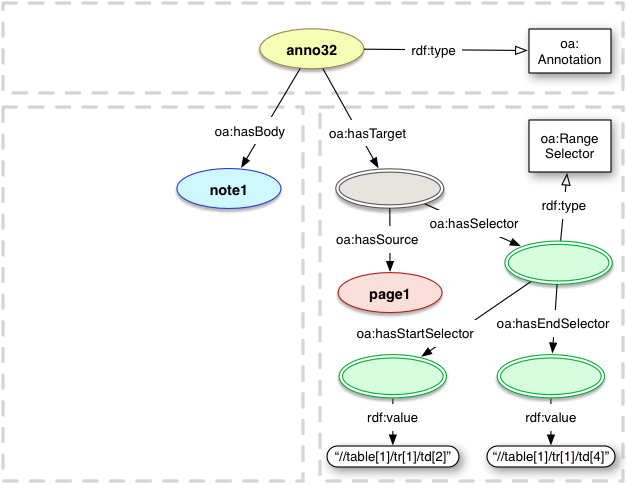 anno32
rdf:type
oa:
Annotation
oa:hasBody
oa:hasTarget
oa:Range
Selector
note1
rdf:type
oa:hasSelector
oa:hasSource
page1
oa:hasStartSelector
oa:hasEndSelector
rdf:value
rdf:value
“//table[1]/tr[1]/td[2]”
“//table[1]/tr[1]/td[4]”